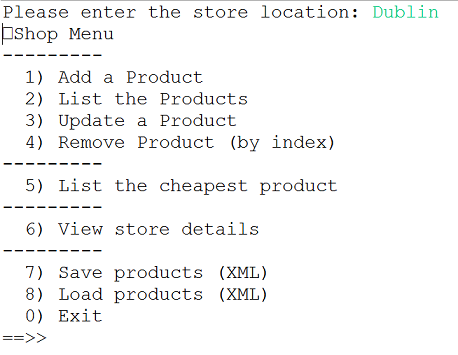 Please enter the store location: Dublin
Shop Menu
---------
1) Add a Product
2) List the Products
3) Update a Product
4) Remove Product (by index)
---------
5) List the cheapest product
---------
6) View store details
---------
7) Save products (XML)
8) Load products (XML)
0) Exit
==>>